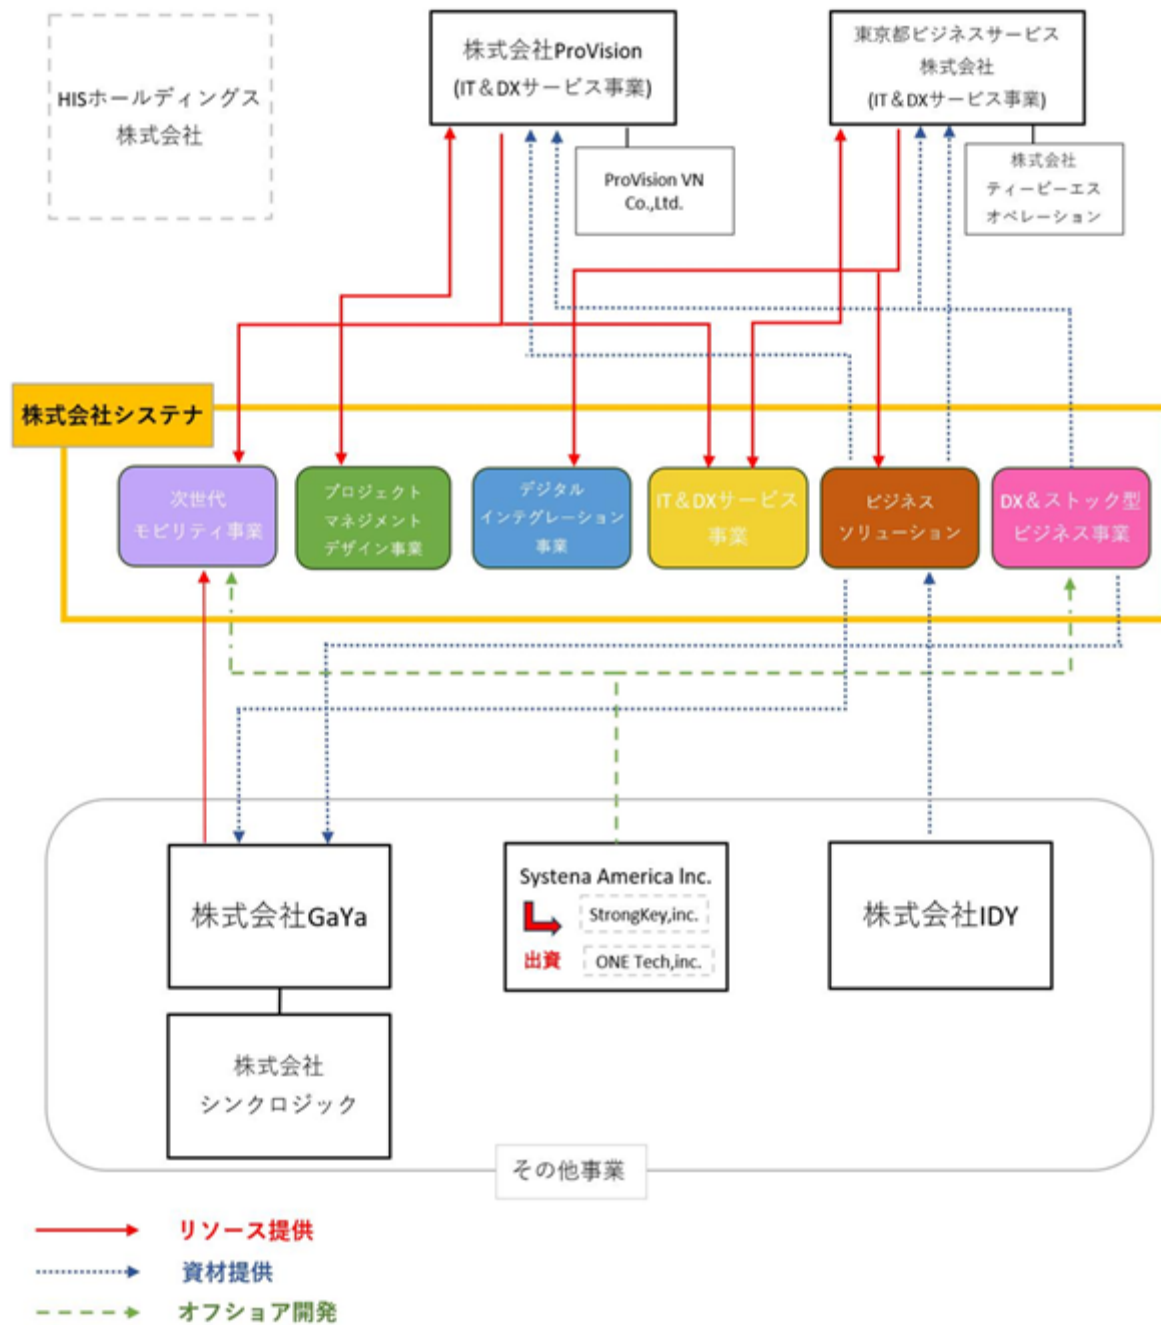 HISホールディングス
株式会社
株式会社ProVision
(IT＆DXサービス事業)
ProVision VN
Co.,Ltd.
東京都ビジネスサービス
株式会社
(IT＆DXサービス事業)
株式会社
ティービーエス
オペレーション
株式会社システナ
次世代
モビリティ事業
プロジェクト
マネジメント
デザイン事業
デジタル
インテグレーション
事業
IT＆DXサービス
事業
ビジネス
ソリューション
DX＆ストック型
ビジネス事業
株式会社GaYa
株式会社
シンクロジック
Systena America Inc.
StrongKey,inc.
出資
ONE Tech,inc.
株式会社IDY
その他事業
リソース提供
資材提供
オフショア開発